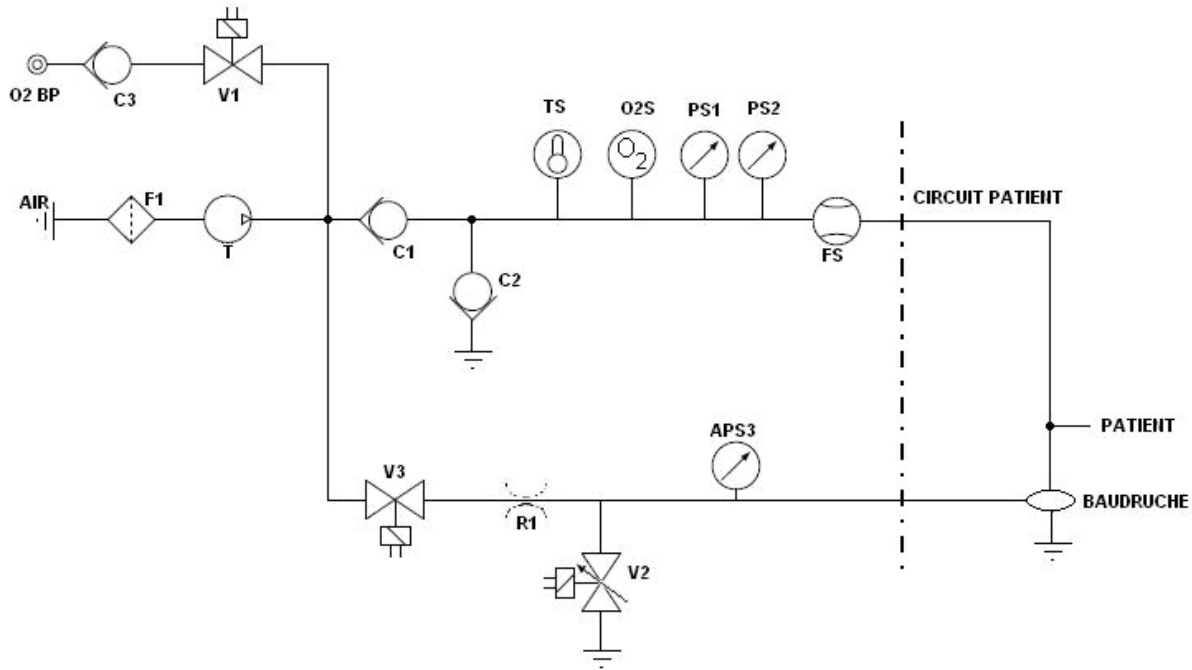 O2 BP
C3
V1
TS
O2S
PS1
PS2
O2
AIR
F1
T
C1
C2
FS
CIRCUIT PATIENT
APS3
PATIENT
V3
R1
V2
BAUDRUCHE